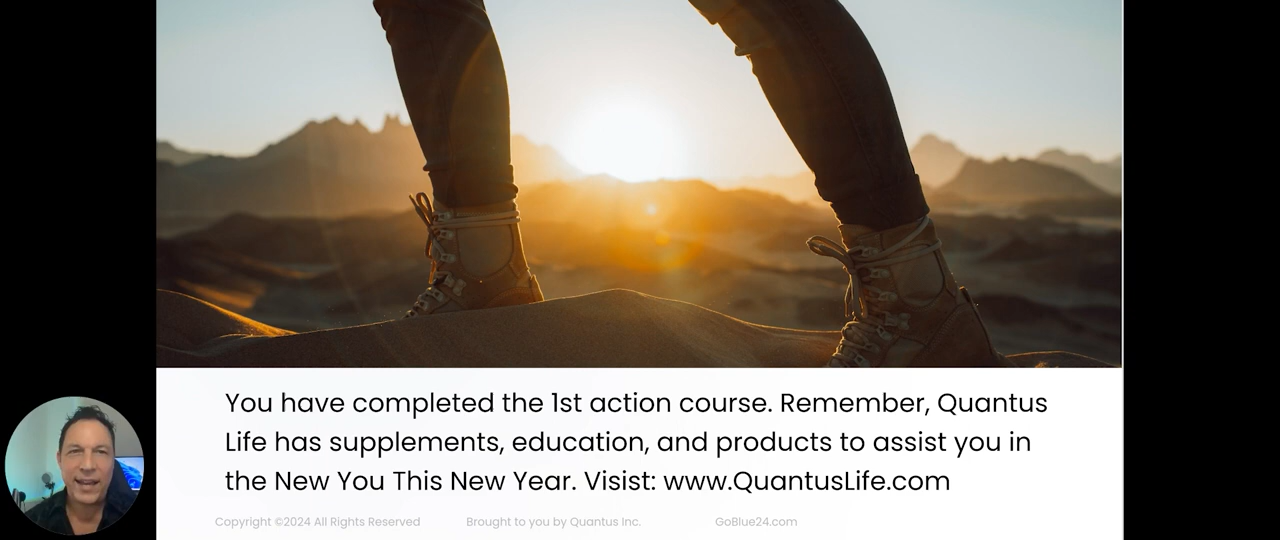 You have completed the 1st action course. Remember, Quantus
Life has supplements, education, and products to assist you in
the New You This New Year. Visist: www.QuantusLife.com
Copyright ©2024 All Rights Reserved Brought to you by Quantus Inc. GoBlue24.com